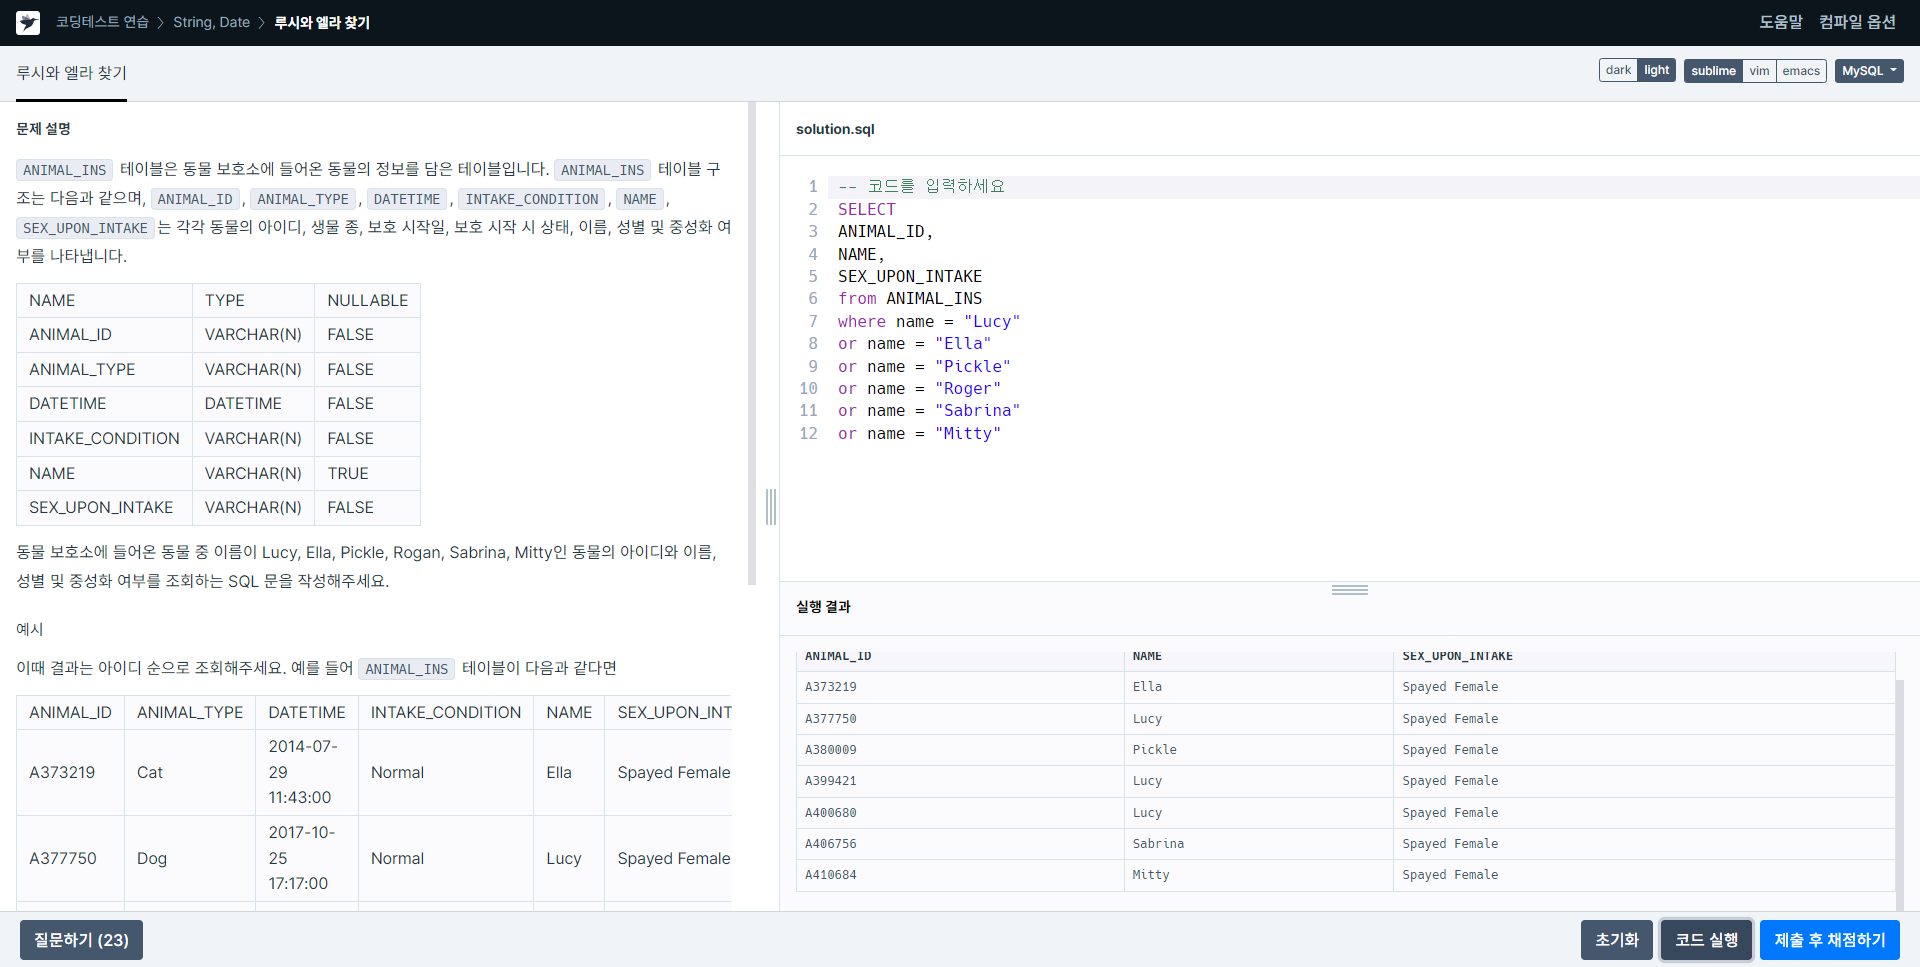 코딩테스트 연습 > String, Date > 루시와 엘라 찾기
도움말 컴파일 옵션
루시와 엘라 찾기
dark light sublime vim emacs MySQL
문제 설명
ANIMAL_INS 테이블은 동물 보호소에 들어온 동물의 정보를 담은 테이블입니다. ANIMAL_INS 테이블 구
조는 다음과 같으며, ANIMAL_ID, ANIMAL_TYPE, DATETIME, INTAKE_CONDITION, NAME,
SEX_UPON_INTAKE는 각각 동물의 아이디, 생물 종, 보호 시작일, 보호 시작 시 상태, 이름, 성별 및 중성화 여
부를 나타냅니다.
NAME TYPE NULLABLE
ANIMAL_ID VARCHAR(N) FALSE
ANIMAL_TYPE VARCHAR(N) FALSE
DATETIME DATETIME FALSE
INTAKE_CONDITION VARCHAR(N) FALSE
NAME VARCHAR(N) TRUE
SEX_UPON_INTAKE VARCHAR(N) FALSE
동물 보호소에 들어온 동물 중 이름이 Lucy, Ella, Pickle, Rogan, Sabrina, Mitty인 동물의 아이디와 이름,
성별 및 중성화 여부를 조회하는 SQL 문을 작성해주세요.
예시
이때 결과는 아이디 순으로 조회해주세요. 예를 들어 ANIMAL_INS 테이블이 다음과 같다면
ANIMAL_ID ANIMAL_TYPE DATETIME INTAKE_CONDITION NAME SEX_UPON_INT
A373219 Cat 2014-07-29 11:43:00 Normal Ella Spayed Female
A377750 Dog 2017-10-25 17:17:00 Normal Lucy Spayed Female
solution.sql
1 -- 코드를 입력하세요
2 SELECT
3 ANIMAL_ID,
4 NAME,
5 SEX_UPON_INTAKE
6 from ANIMAL_INS
7 where name = "Lucy"
8 or name = "Ella"
9 or name = "Pickle"
10 or name = "Roger"
11 or name = "Sabrina"
12 or name = "Mitty"
실행 결과
ANIMAL_ID NAME SEX_UPON_INTAKE
A373219 Ella Spayed Female
A377750 Lucy Spayed Female
A380009 Pickle Spayed Female
A399421 Lucy Spayed Female
A400680 Lucy Spayed Female
A406756 Sabrina Spayed Female
A410684 Mitty Spayed Female
질문하기 (23)
초기화 코드 실행 제출 후 채점하기